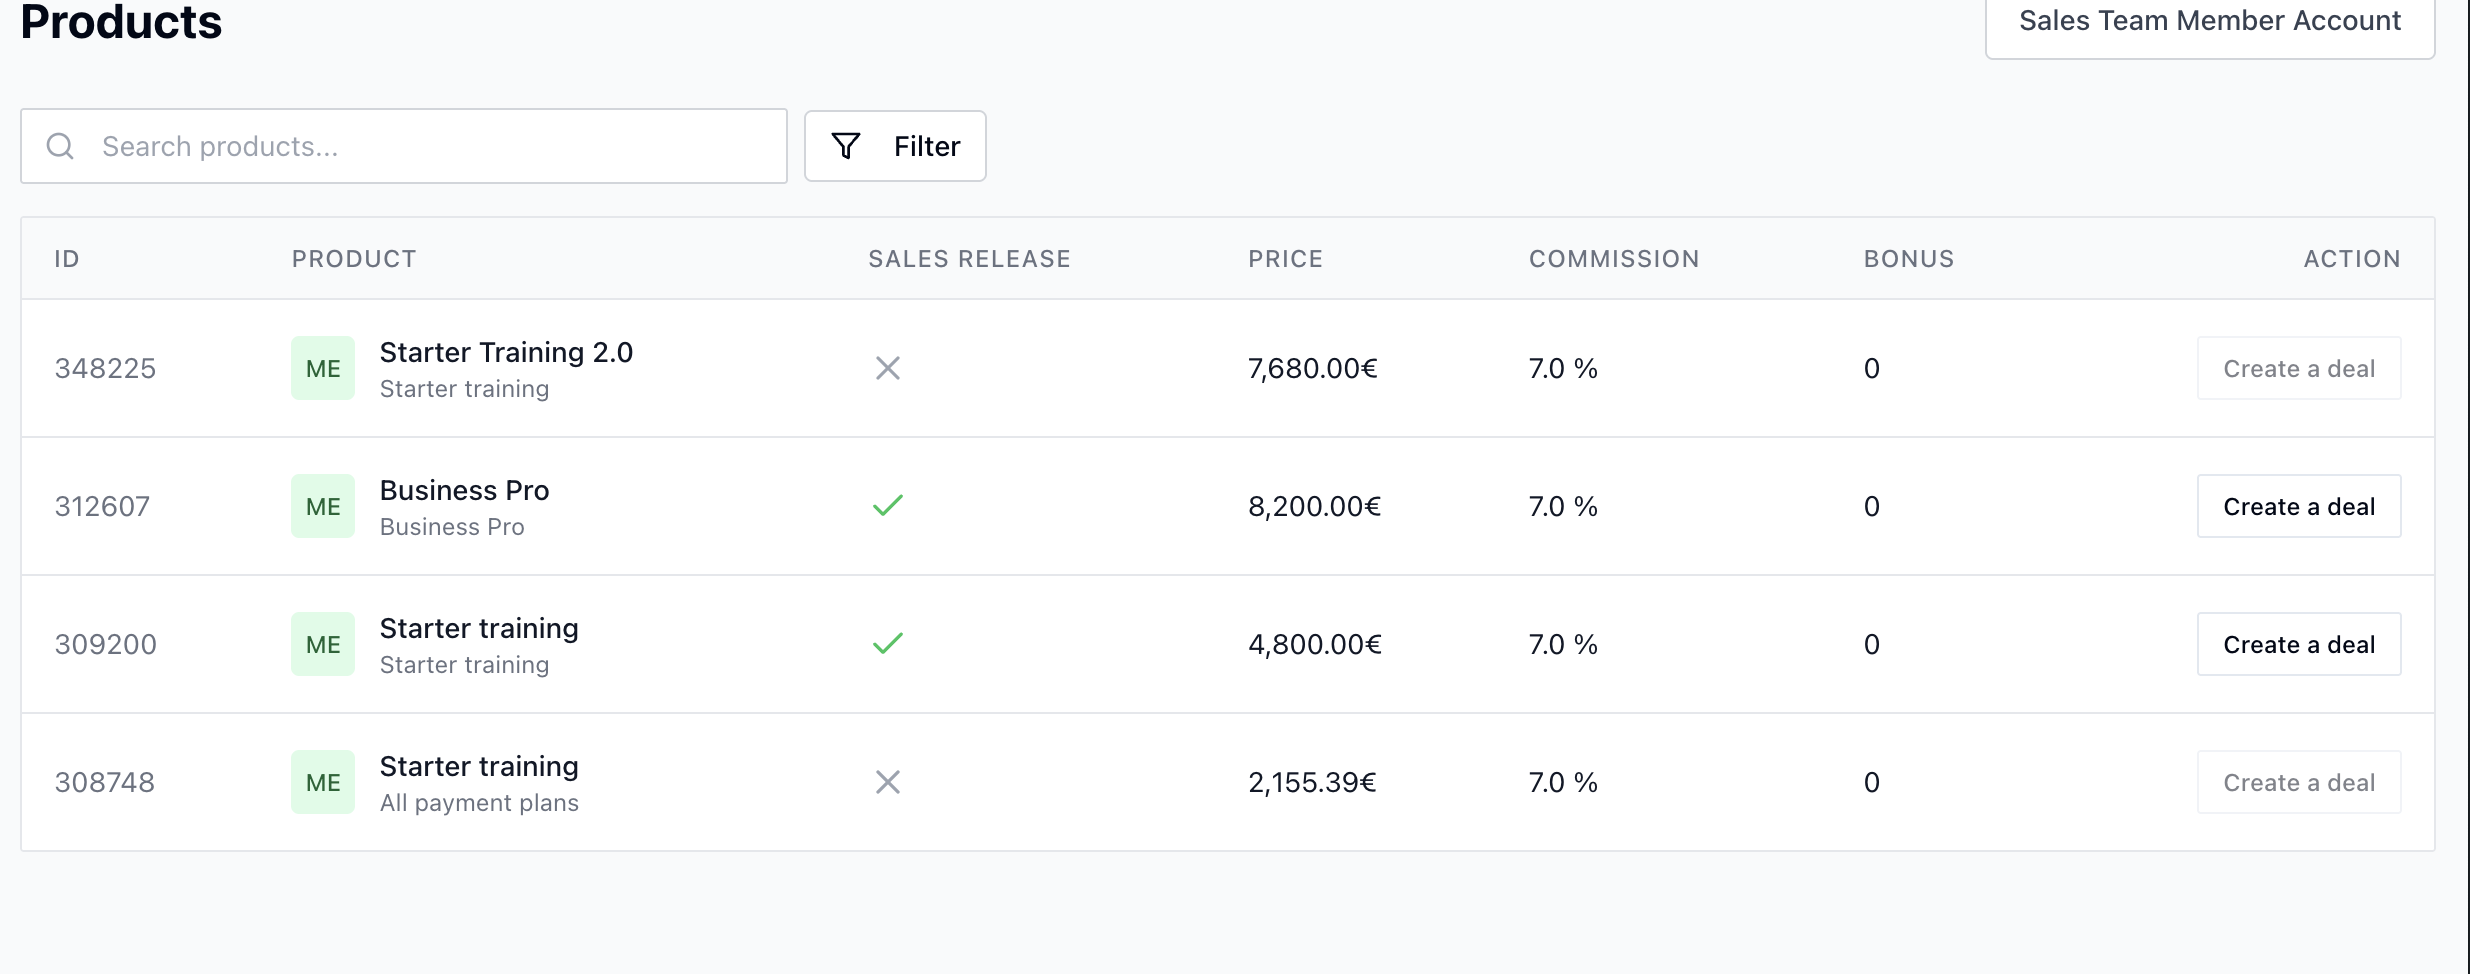 Products
Sales Team Member Account
Search products...
Filter
ID PRODUCT SALES RELEASE PRICE COMMISSION BONUS ACTION
348225 ME Starter Training 2.0 7,680.00€ 7.0 % 0 Create a deal
Starter training
312607 ME Business Pro 8,200.00€ 7.0 % 0 Create a deal
Business Pro
309200 ME Starter training 4,800.00€ 7.0 % 0 Create a deal
Starter training
308748 ME Starter training 2,155.39€ 7.0 % 0 Create a deal
All payment plans